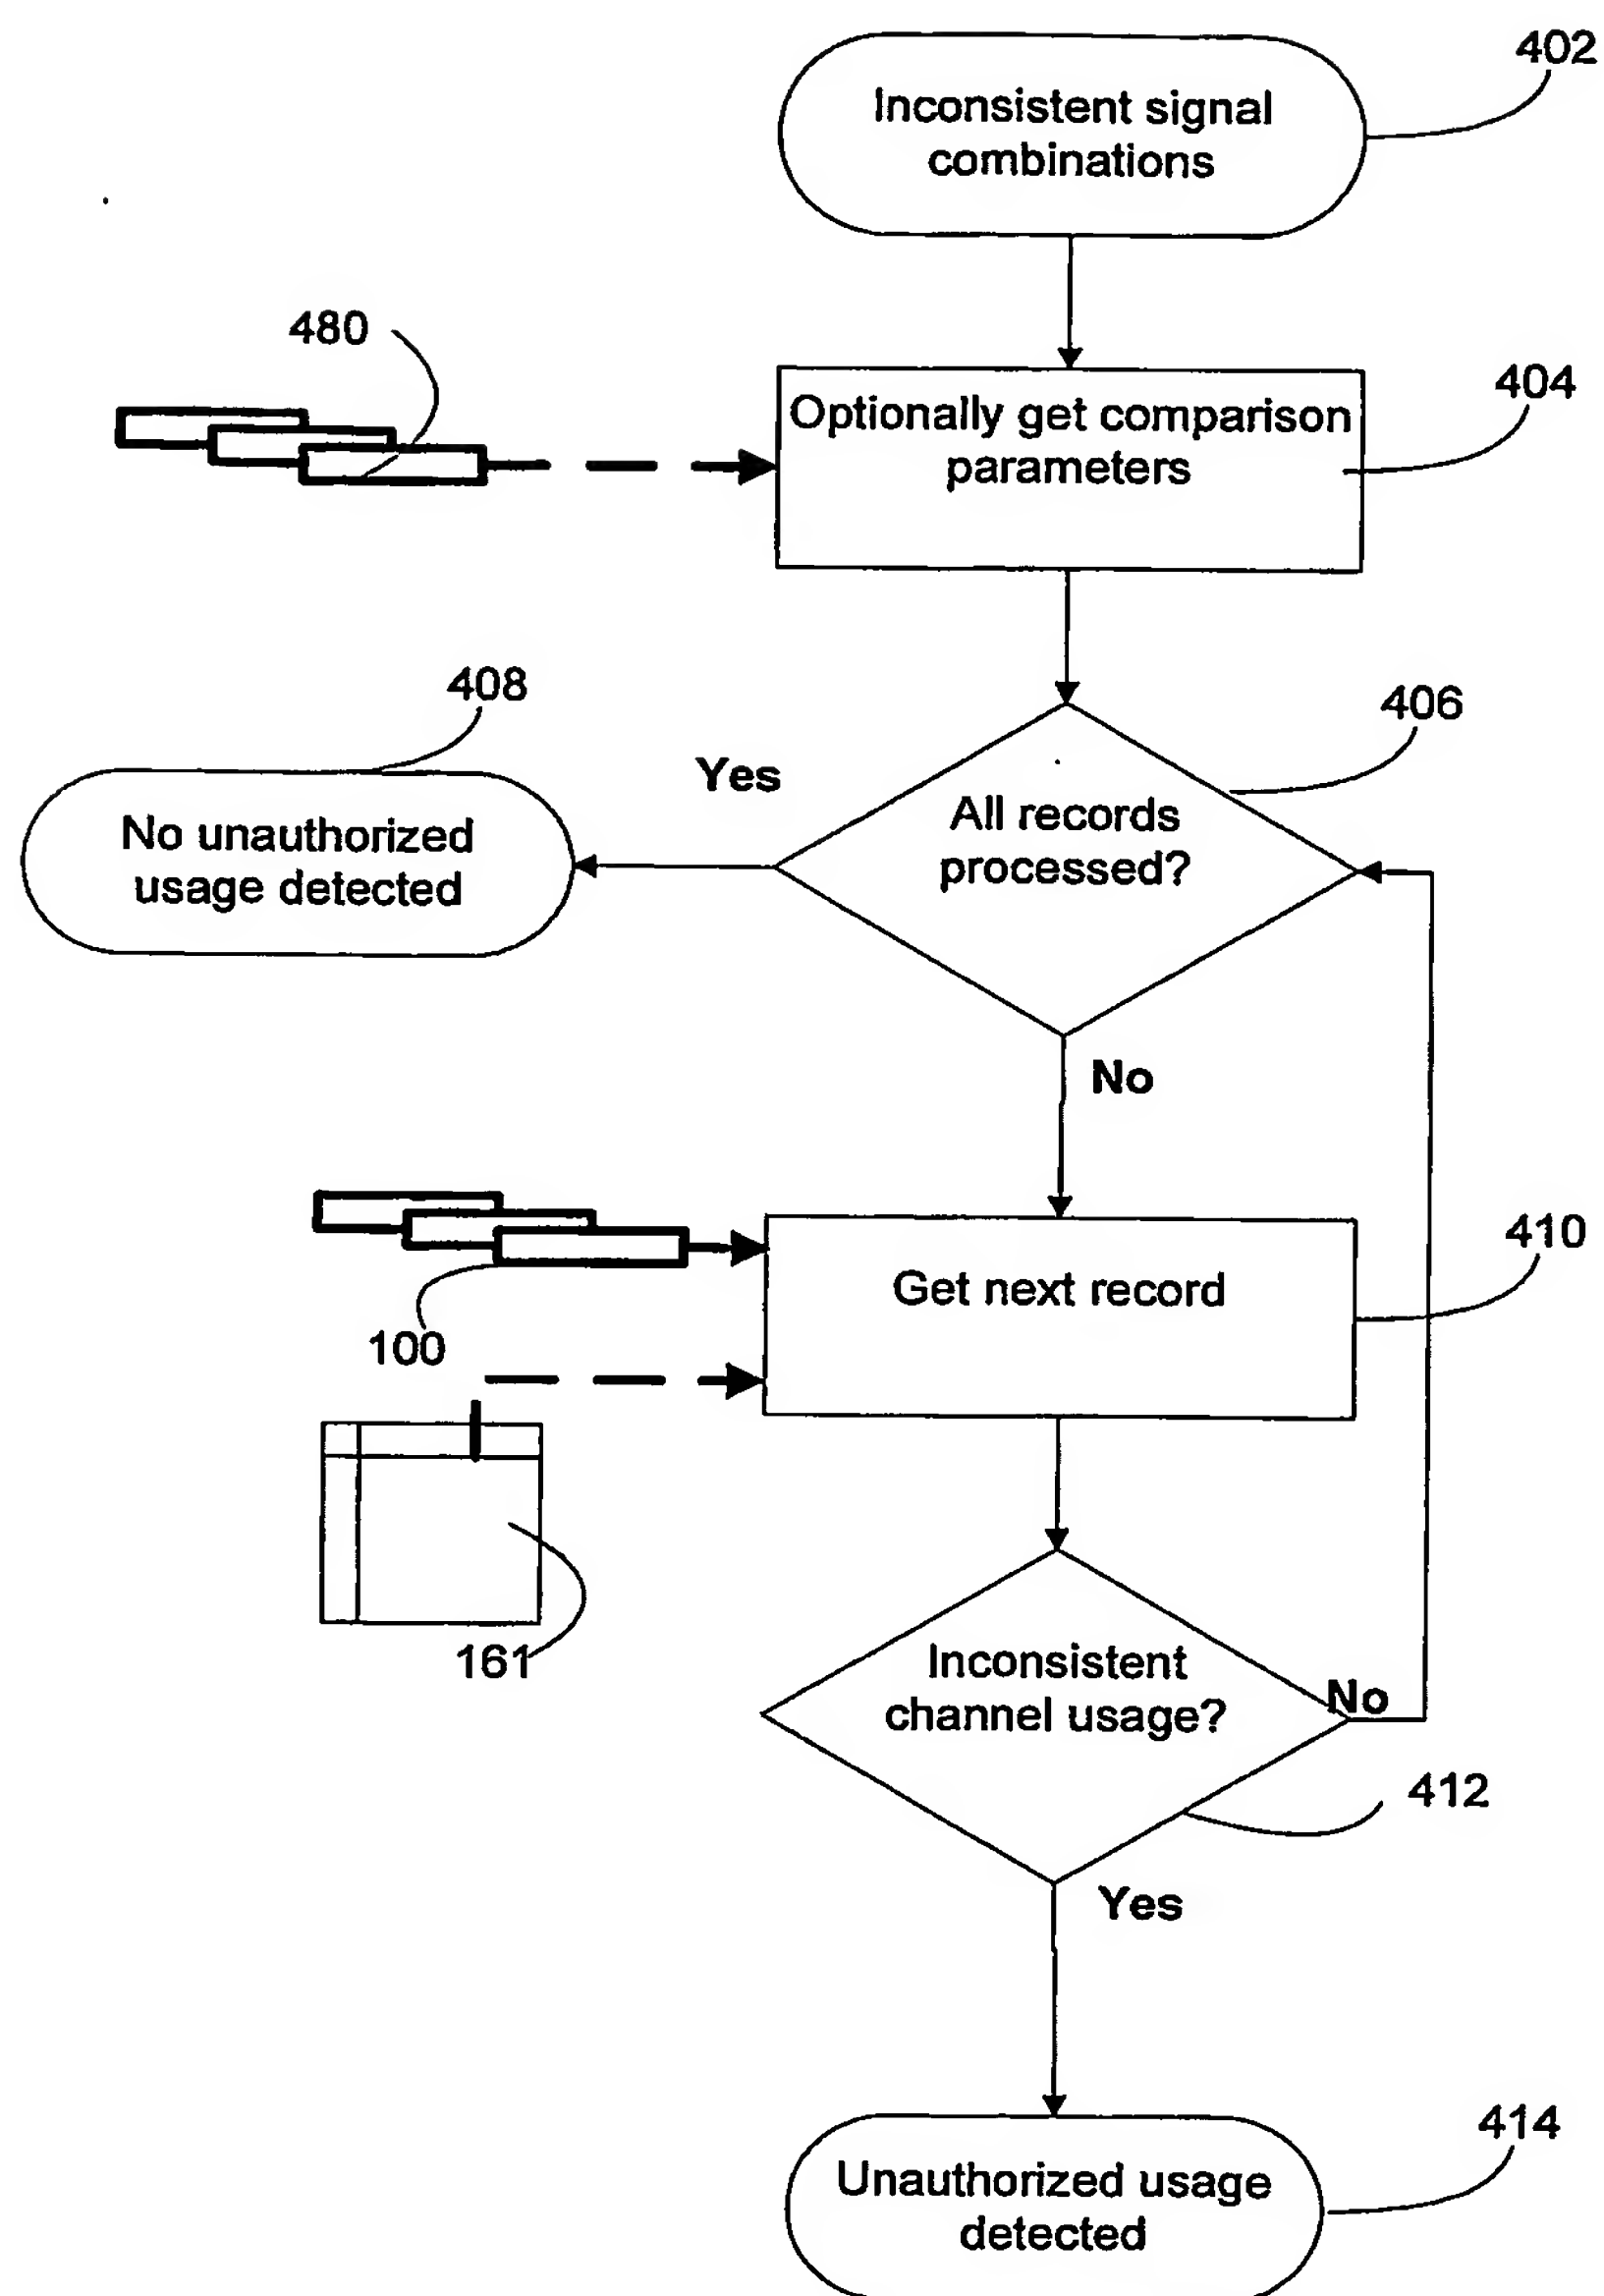 402
Inconsistent signal
combinations
480
404
Optionally get comparison
parameters
408
406
Yes
All records
processed?
No unauthorized
usage detected
No
410
Get next record
100
161
Inconsistent
channel usage?
No
412
Yes
414
Unauthorized usage
detected